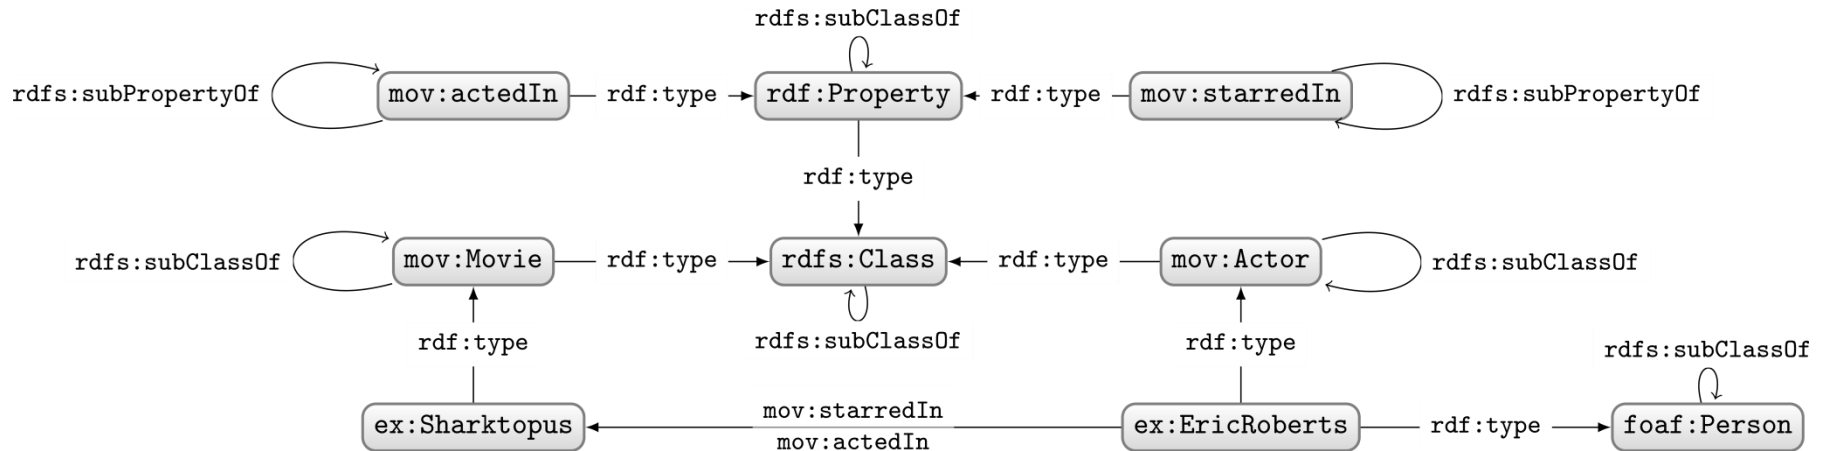 rdfs:subClassOf
rdfs:subPropertyOf mov:actedIn rdf:type rdf:Property rdf:type mov:starredIn rdfs:subPropertyOf
rdf:type
rdfs:subClassOf mov:Movie rdf:type rdfs:Class rdf:type mov:Actor rdfs:subClassOf
rdf:type rdfs:subClassOf rdf:type rdfs:subClassOf
mov:starredIn
ex:Sharktopus ex:EricRoberts rdf:type foaf:Person
mov:actedIn